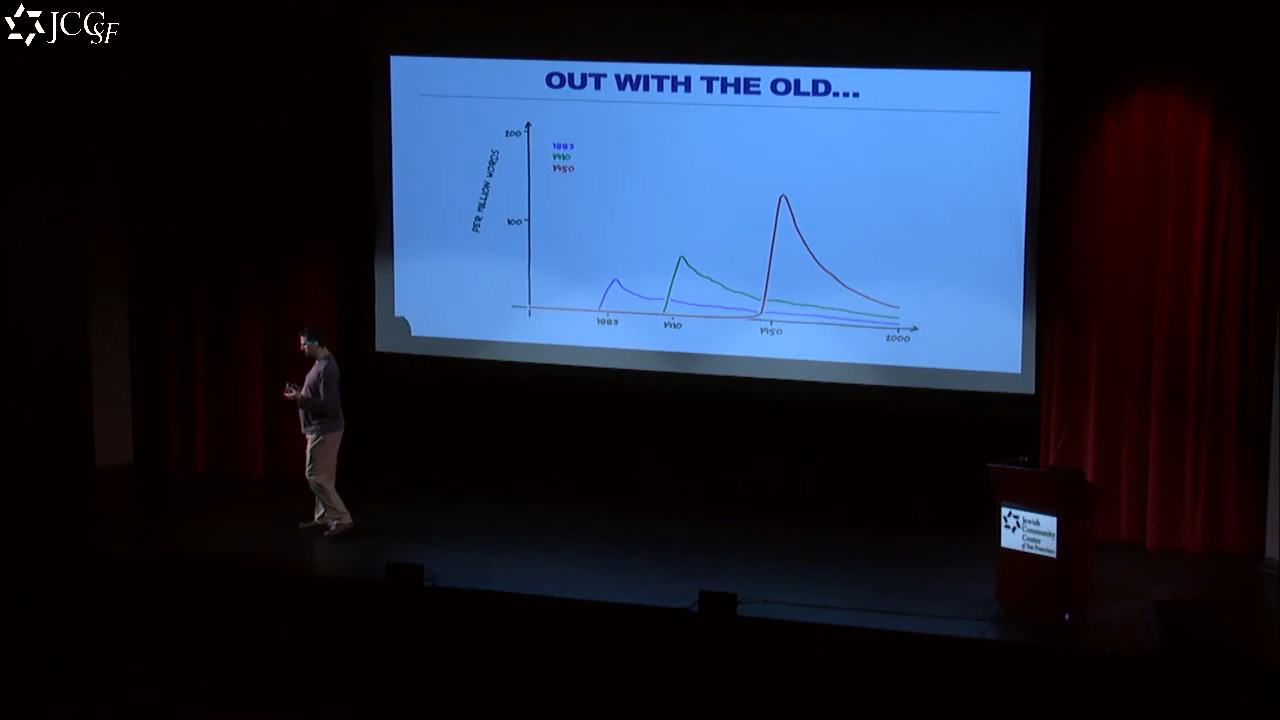 JCCSF
OUT WITH THE OLD...
200
1883
1910
1950
PER MILLION WORDS
100
1883
1910
1950
2000
Jewish
Community
Center
of San Francisco